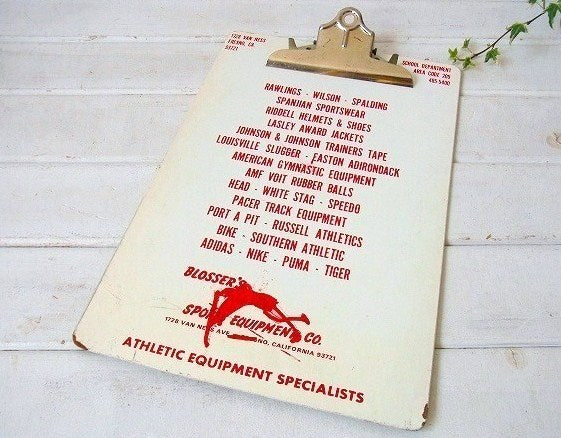 1728 VAN NESS
FRESNO, CA.
93721
SCHOOL DEPARTMENT
AREA CODE 209
485-5400
RAWLINGS - WILSON - SPALDING
SPANJIAN SPORTSWEAR
RIDDELL HELMETS & SHOES
LASLEY AWARD JACKETS
JOHNSON & JOHNSON TRAINERS TAPE
LOUISVILLE SLUGGER - EASTON ADIRONDACK
AMERICAN GYMNASTIC EQUIPMENT
AMF VOIT RUBBER BALLS
HEAD - WHITE STAG - SPEEDO
PACER TRACK EQUIPMENT
PORT A PIT - RUSSELL ATHLETICS
BIKE - SOUTHERN ATHLETIC
ADIDAS - NIKE - PUMA - TIGER
BLOSSER'S
EQUIPMENT CO.
1728 VAN NESS AVE CALIFORNIA 93721
ATHLETIC EQUIPMENT SPECIALISTS